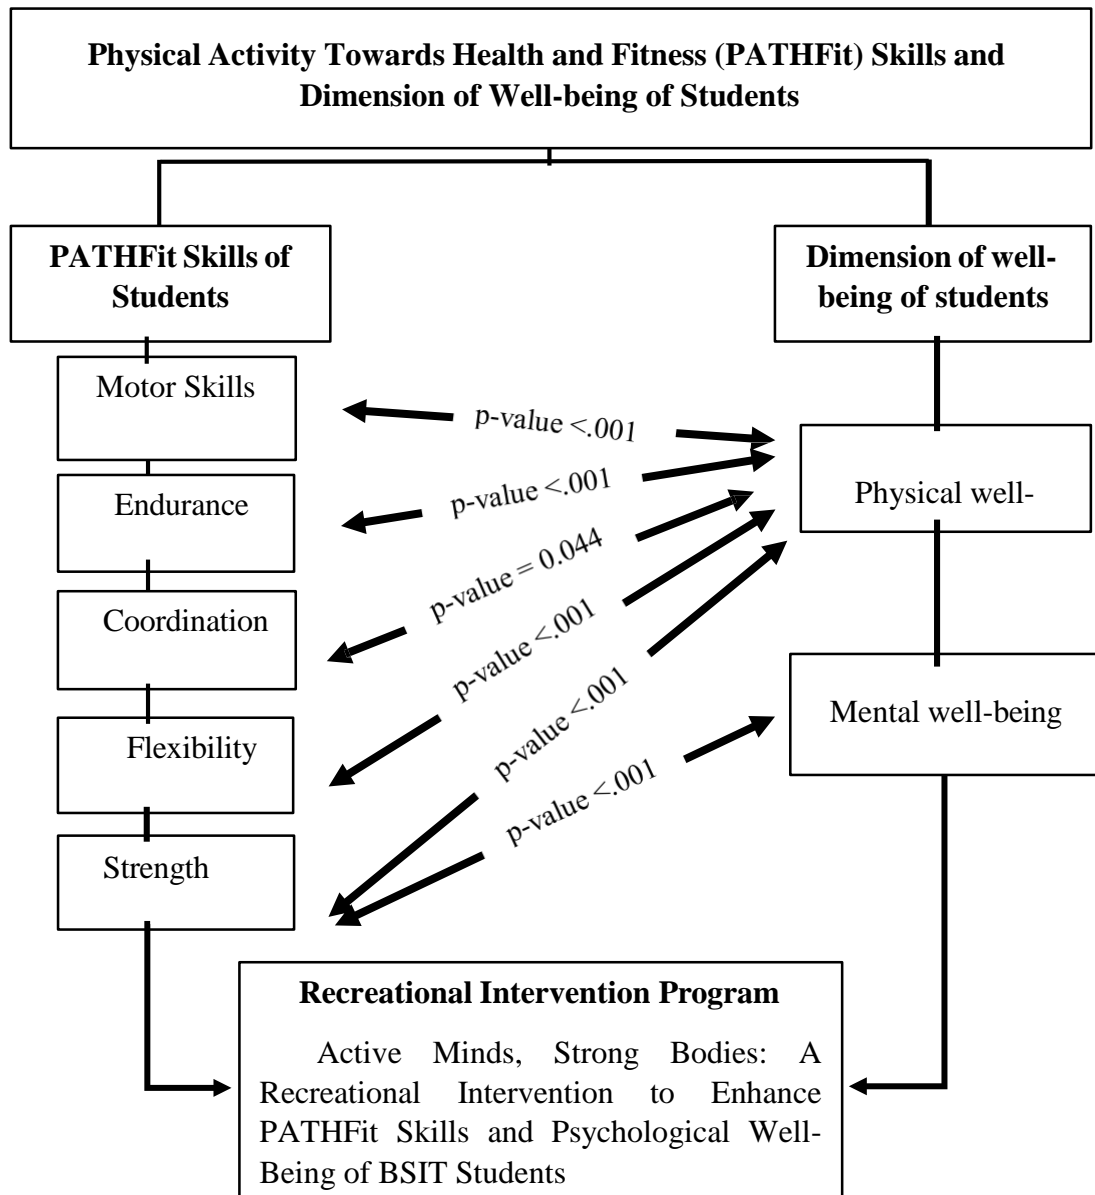 Physical Activity Towards Health and Fitness (PATHFit) Skills and
Dimension of Well-being of Students
PATHFit Skills of
Students
Dimension of well-
being of students
Motor Skills
p-value <.001
Endurance
p-value <.001
Physical well-
Coordination
p-value = 0.044
Flexibility
p-value <.001
Mental well-being
Strength
p-value <.001
p-value <.001
Recreational Intervention Program
Active Minds, Strong Bodies: A
Recreational Intervention to Enhance
PATHFit Skills and Psychological Well-
Being of BSIT Students